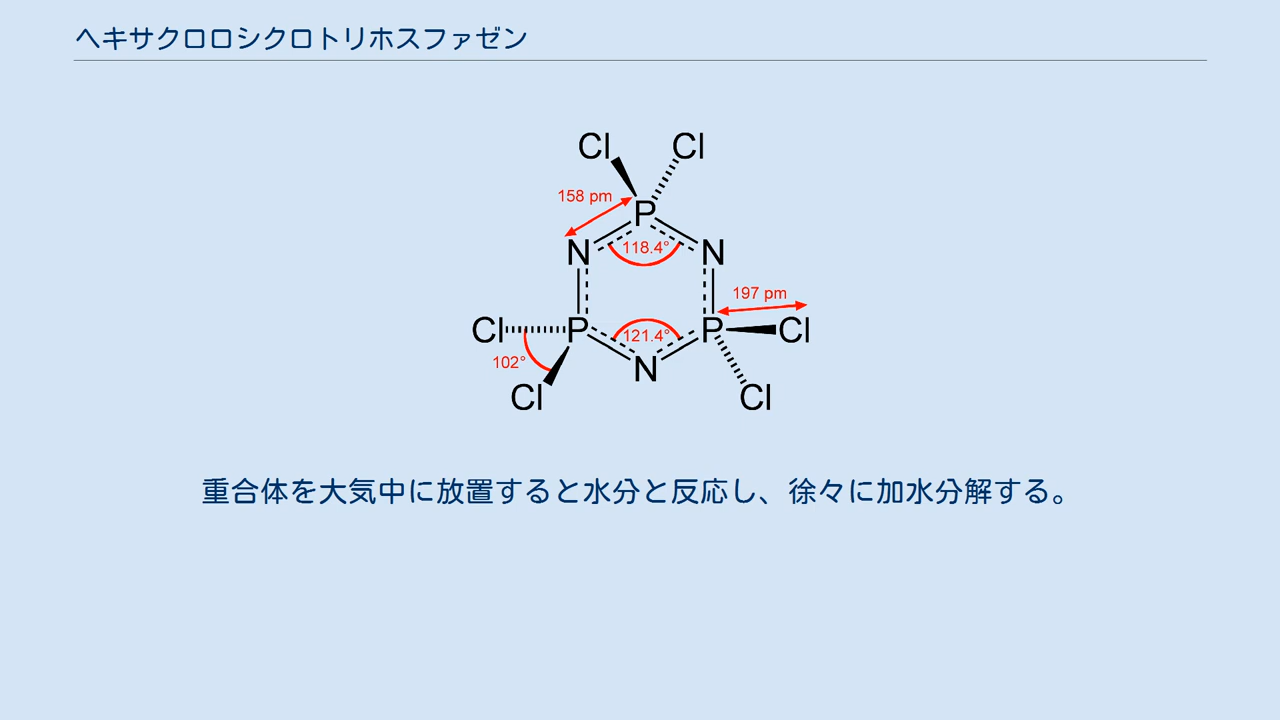 ヘキサクロロシクロトリホスファゼン
Cl Cl
158 pm
P
N 118.4° N
197 pm
Cl P 121.4° P Cl
102° N
Cl Cl
重合体を大気中に放置すると水分と反応し、徐々に加水分解する。